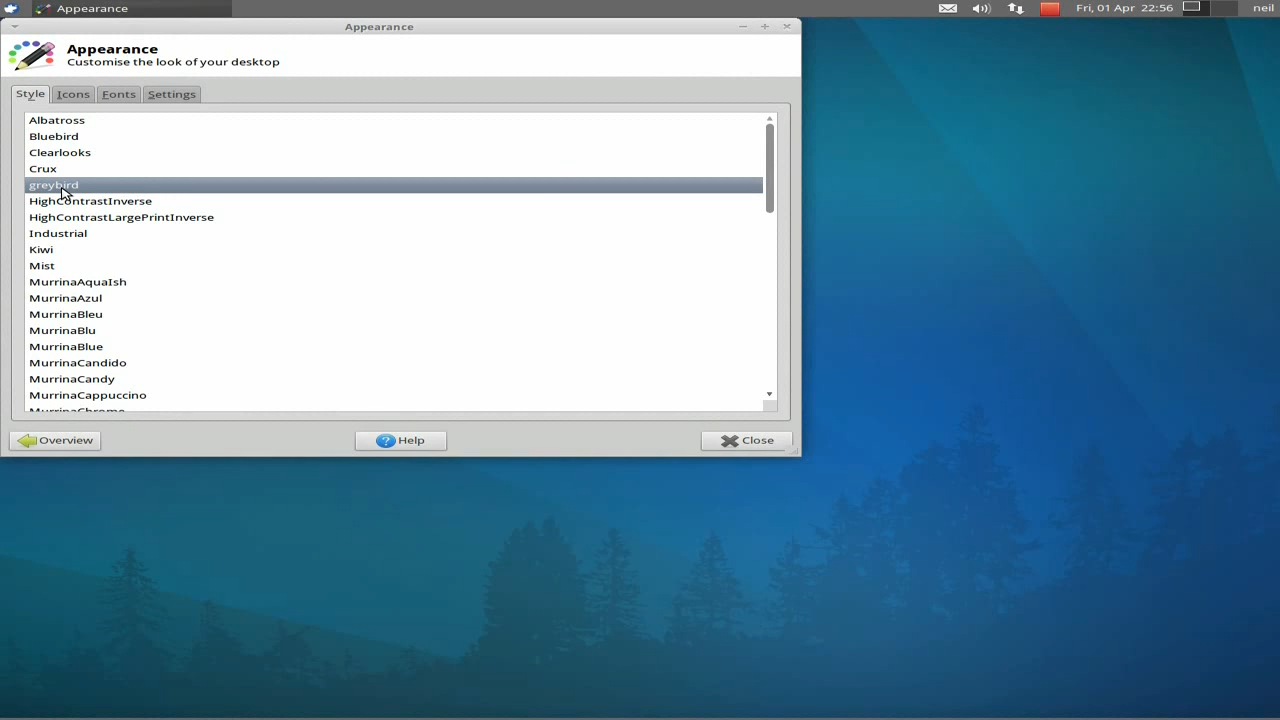 Appearance
Fri, 01 Apr 22:56
neil
Appearance
Appearance
Customise the look of your desktop
Style
Icons
Fonts
Settings
Albatross
Bluebird
Clearlooks
Crux
greybird
HighContrastInverse
HighContrastLargePrintInverse
Industrial
Kiwi
Mist
MurrinaAquaIsh
MurrinaAzul
MurrinaBleu
MurrinaBlu
MurrinaBlue
MurrinaCandido
MurrinaCandy
MurrinaCappuccino
MurrinaChrome
Overview
Help
Close